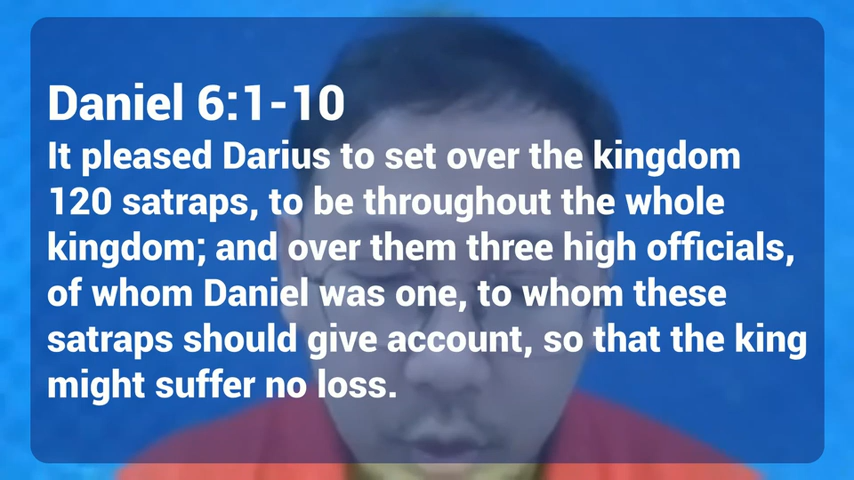 Daniel 6:1-10
It pleased Darius to set over the kingdom
120 satraps, to be throughout the whole
kingdom; and over them three high officials,
of whom Daniel was one, to whom these
satraps should give account, so that the king
might suffer no loss.